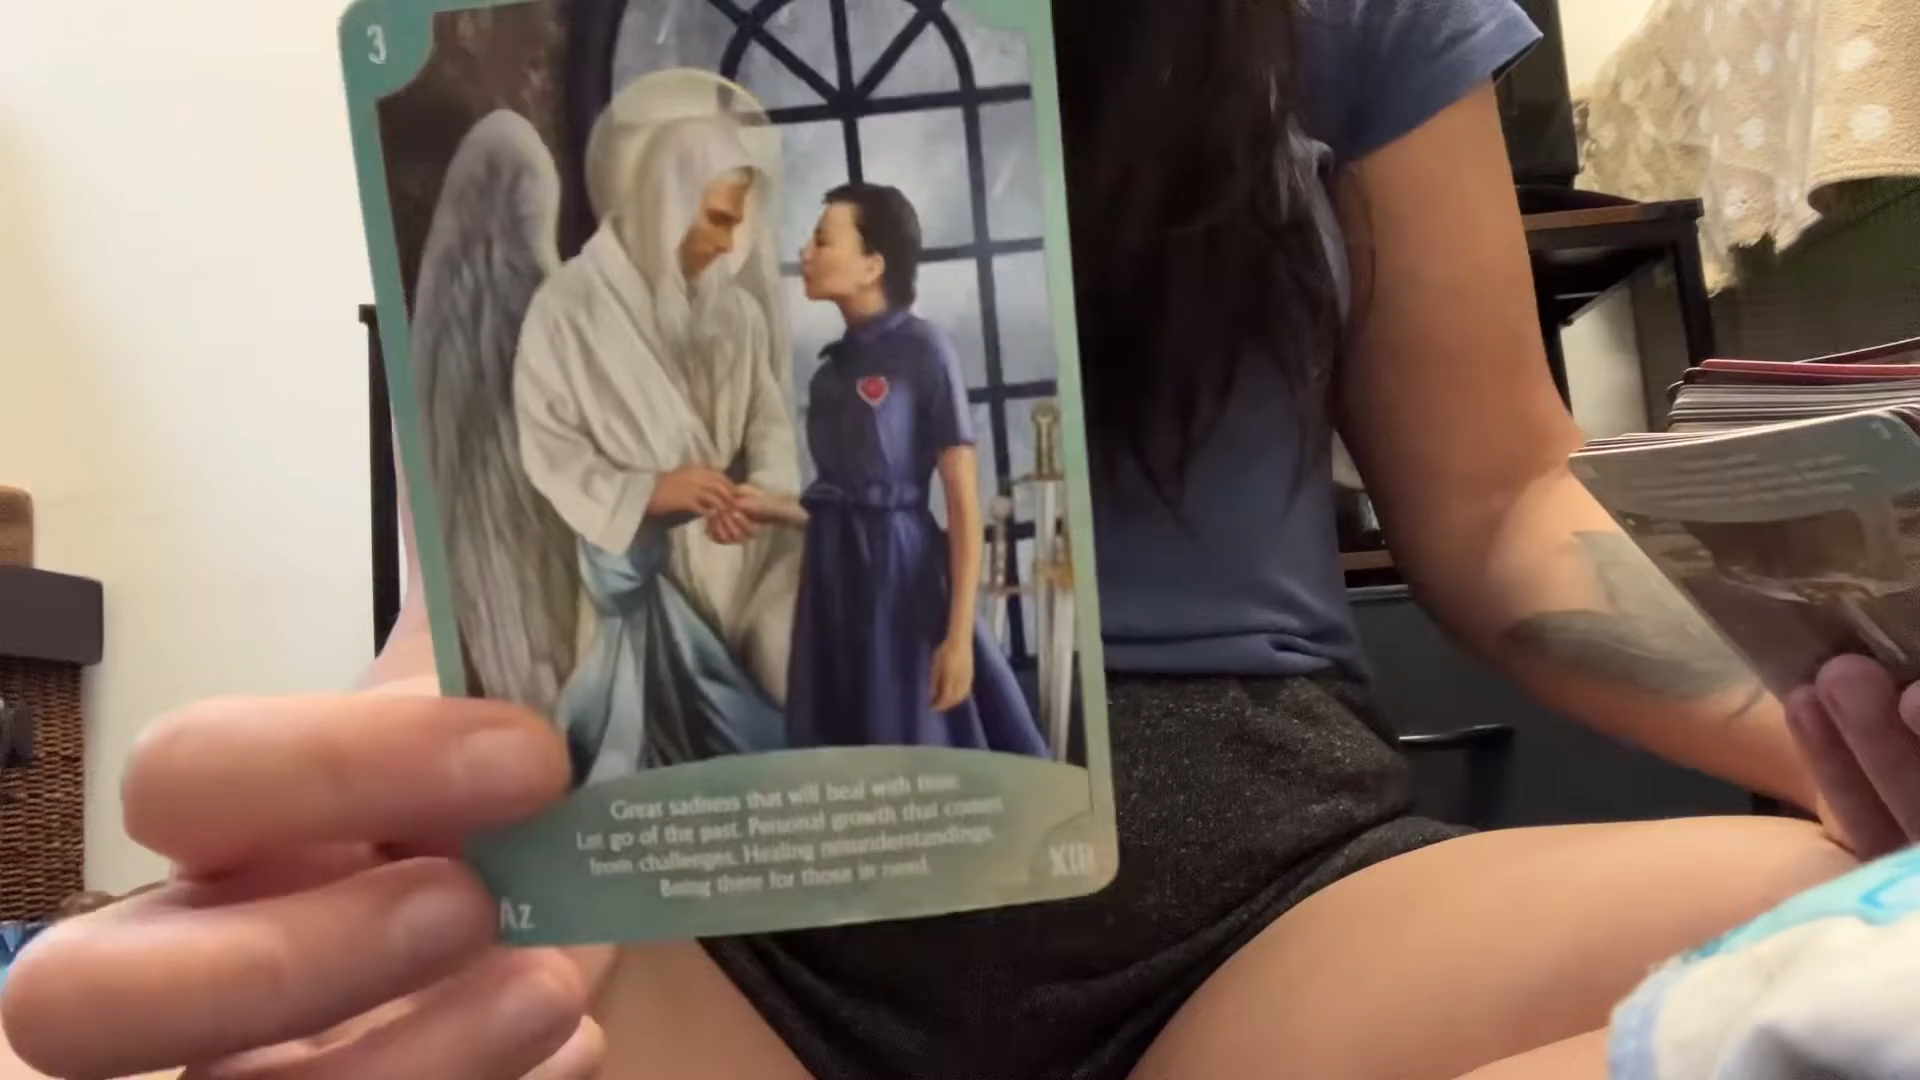 3
Great sadness that will heal with time.
Let go of the past. Personal growth that comes
from challenges. Healing misunderstandings.
Being there for those in need.
XIII
Az